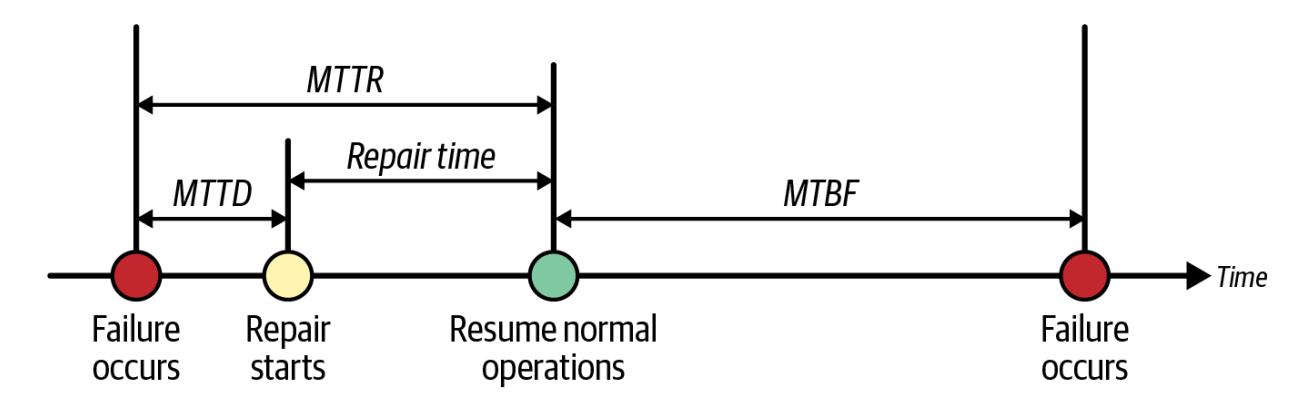 MTTR
Repair time
MTTD
MTBF
Time
Failure
occurs
Repair
starts
Resume normal
operations
Failure
occurs